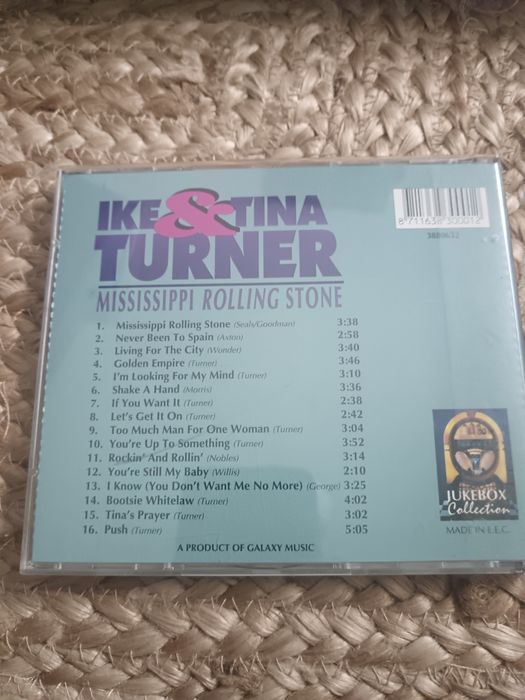 IKE & TINA
TURNER
MISSISSIPPI ROLLING STONE
1. Mississippi Rolling Stone (Seals/Goodman) 3:38
2. Never Been To Spain (Axton) 2:58
3. Living For The City (Wonder) 3:40
4. Golden Empire (Turner) 3:46
5. I'm Looking For My Mind (Turner) 3:10
6. Shake A Hand (Morris) 3:36
7. If You Want It (Turner) 2:38
8. Let's Get It On (Turner) 2:42
9. Too Much Man For One Woman (Turner) 3:04
10. You're Up To Something (Turner) 3:52
11. Rockin' And Rollin' (Nobles) 3:14
12. You're Still My Baby (Willis) 2:10
13. I Know (You Don't Want Me No More) (George) 3:25
14. Bootsie Whitelaw (Turner) 4:02
15. Tina's Prayer (Turner) 3:02
16. Push (Turner) 5:05
A PRODUCT OF GALAXY MUSIC
8 711638 300012
JUKEBOX
Collection
MADE IN E.E.C.